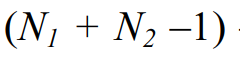 (N₁ + N₂ –1)